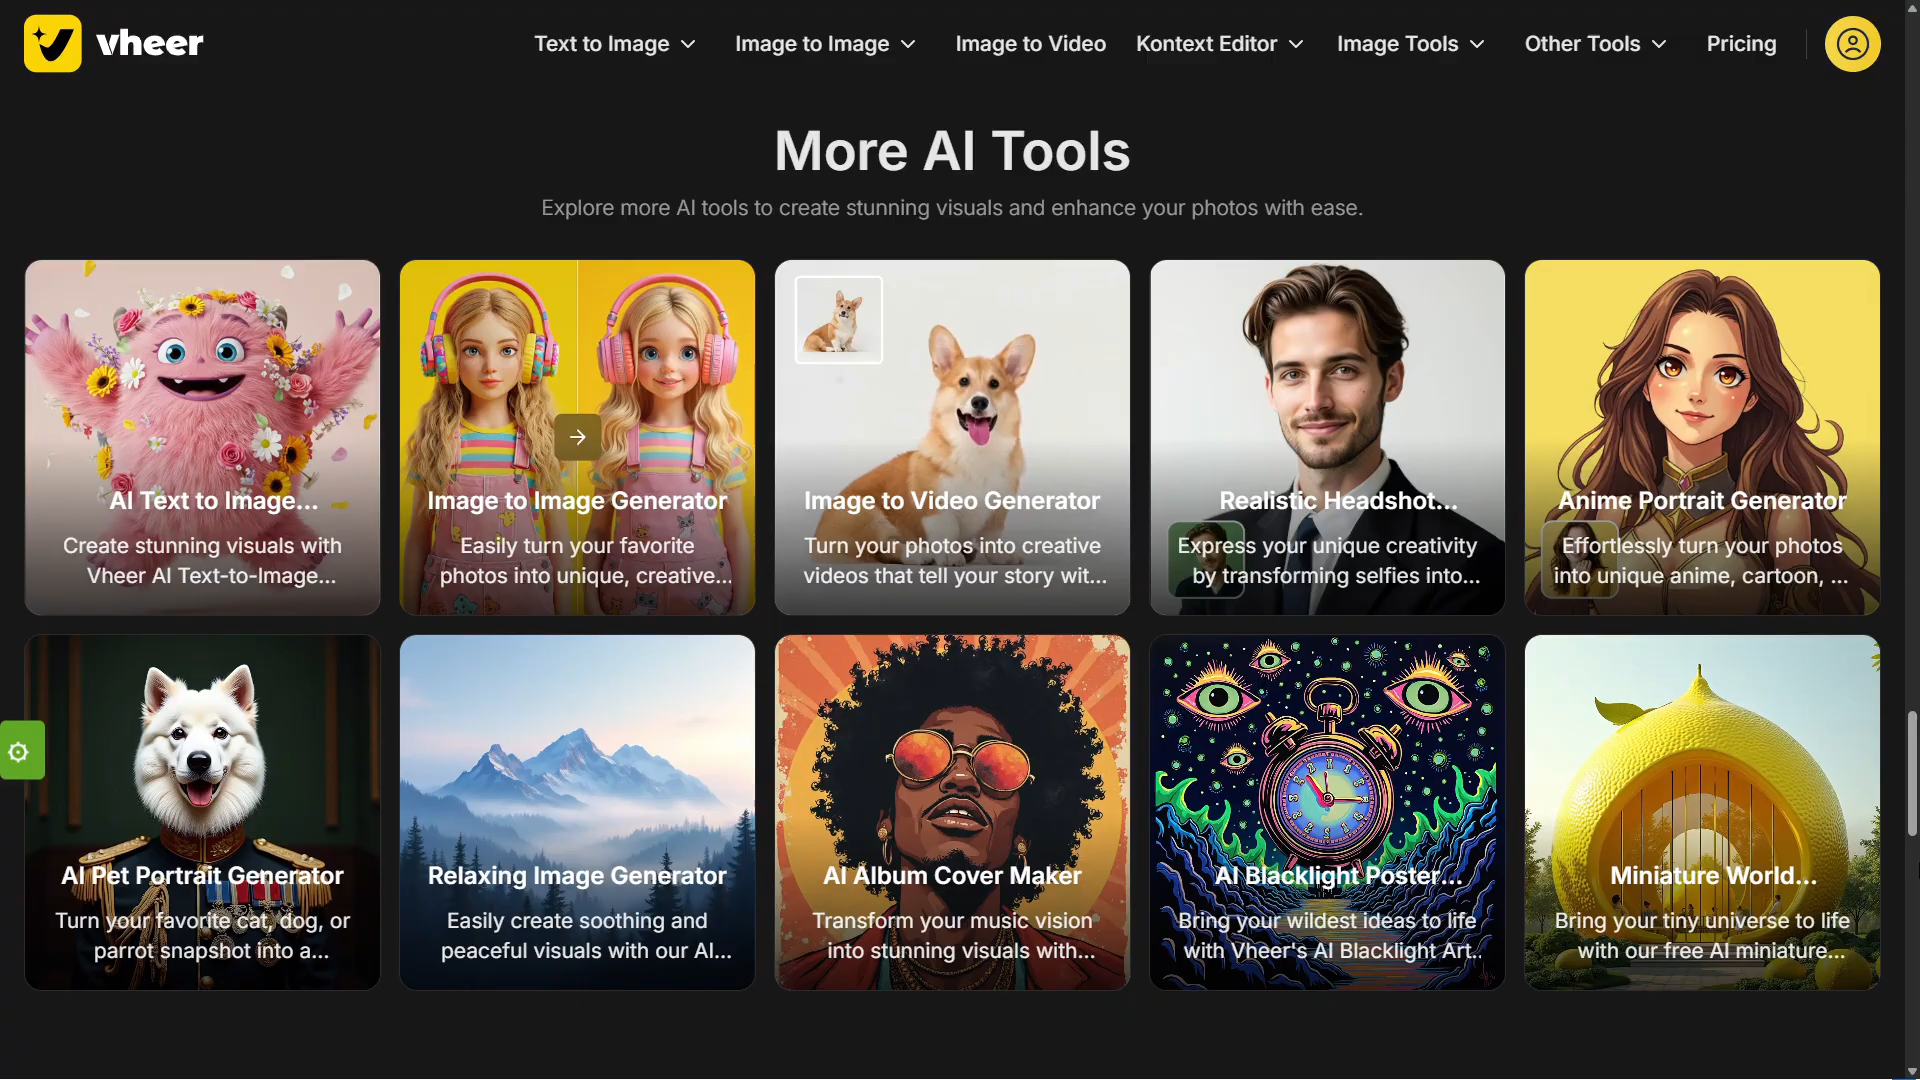 vheer
Text to Image
Image to Image
Image to Video
Kontext Editor
Image Tools
Other Tools
Pricing
More AI Tools
Explore more AI tools to create stunning visuals and enhance your photos with ease.
AI Text to Image...
Create stunning visuals with
Vheer AI Text-to-Image...
Image to Image Generator
Easily turn your favorite
photos into unique, creative...
Image to Video Generator
Turn your photos into creative
videos that tell your story wit...
Realistic Headshot...
Express your unique creativity
by transforming selfies into...
Anime Portrait Generator
Effortlessly turn your photos
into unique anime, cartoon, ...
AI Pet Portrait Generator
Turn your favorite cat, dog, or
parrot snapshot into a...
Relaxing Image Generator
Easily create soothing and
peaceful visuals with our AI...
AI Album Cover Maker
Transform your music vision
into stunning visuals with...
AI Blacklight Poster...
Bring your wildest ideas to life
with Vheer's AI Blacklight Art..
Miniature World...
Bring your tiny universe to life
with our free AI miniature...